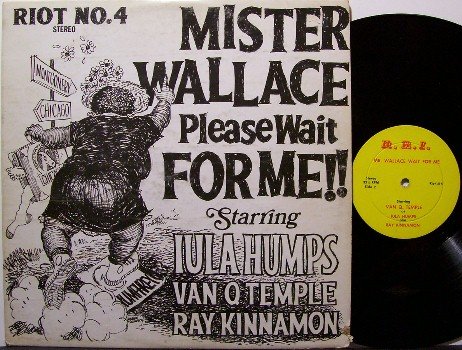 RIOT NO. 4
STEREO
MISTER
WALLACE
Please Wait
FOR ME!!
MONTGOMERY
CHICAGO
Starring
IULA HUMPS
VAN Q TEMPLE
RAY KINNAMON
MR. WALLACE WAIT FOR ME
Starring
VAN Q. TEMPLE
IULA HUMPS
RAY KINNAMON